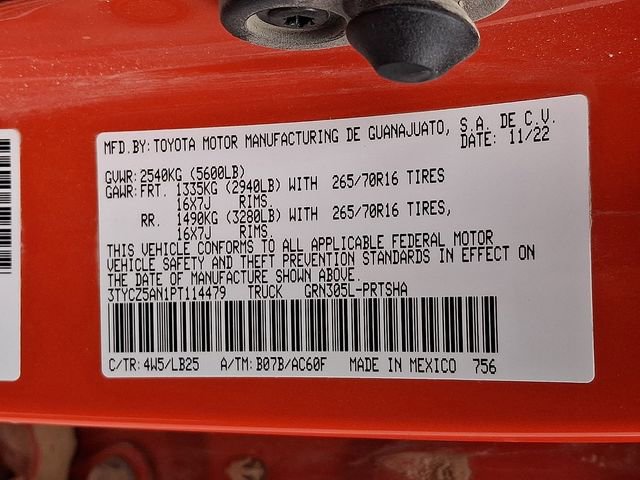 MFD.BY: TOYOTA MOTOR MANUFACTURING DE GUANAJUATO, S.A. DE C.V.
DATE: 11/22
GVWR: 2540KG (5600LB)
GAWR: FRT. 1335KG (2940LB) WITH 265/70R16 TIRES
16X7J RIMS.
RR. 1490KG (3280LB) WITH 265/70R16 TIRES,
16X7J RIMS.
THIS VEHICLE CONFORMS TO ALL APPLICABLE FEDERAL MOTOR
VEHICLE SAFETY AND THEFT PREVENTION STANDARDS IN EFFECT ON
THE DATE OF MANUFACTURE SHOWN ABOVE.
3TYCZ5AN1PT114479 TRUCK GRN305L-PRTSHA
C/TR: 4W5/LB25 A/TM: B07B/AC60F MADE IN MEXICO 756